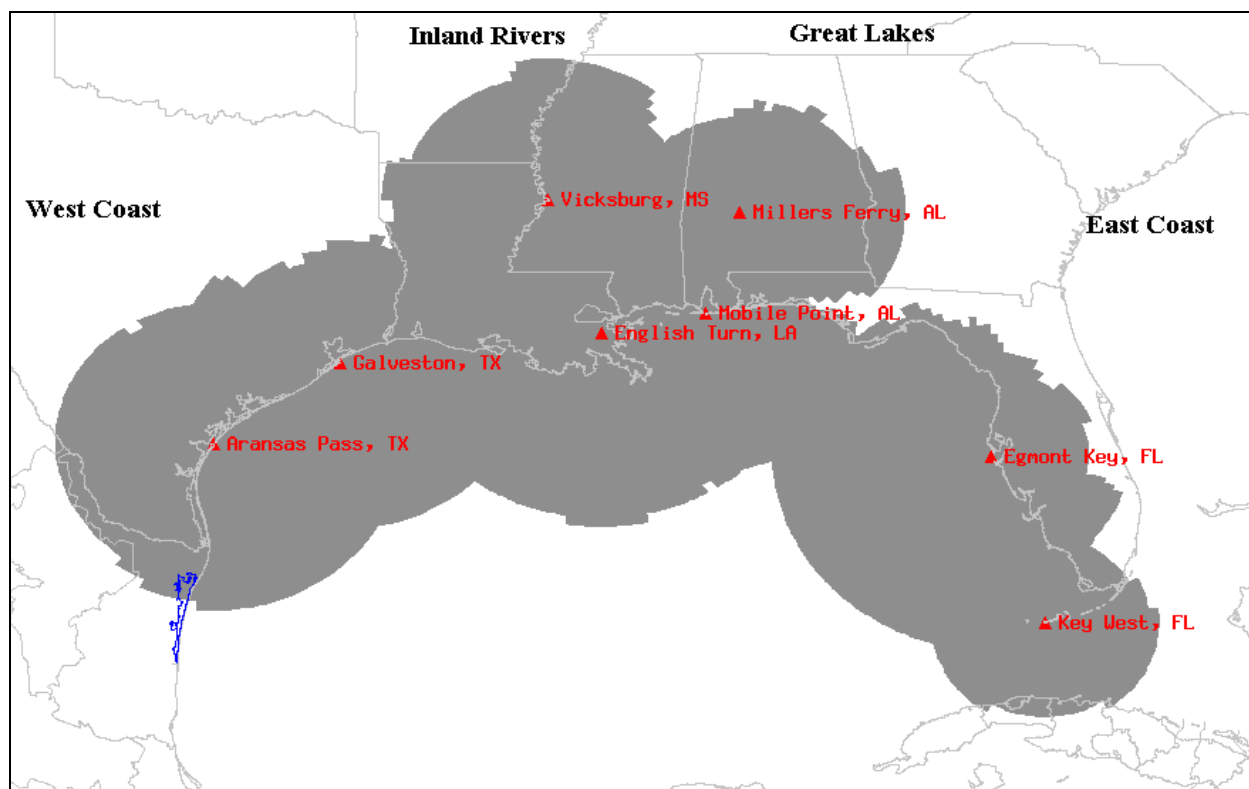 Inland Rivers
Great Lakes
West Coast
Vicksburg, MS
Millers Ferry, AL
East Coast
Mobile Point, AL
English Turn, LA
Galveston, TX
Aransas Pass, TX
Egmont Key, FL
Key West, FL